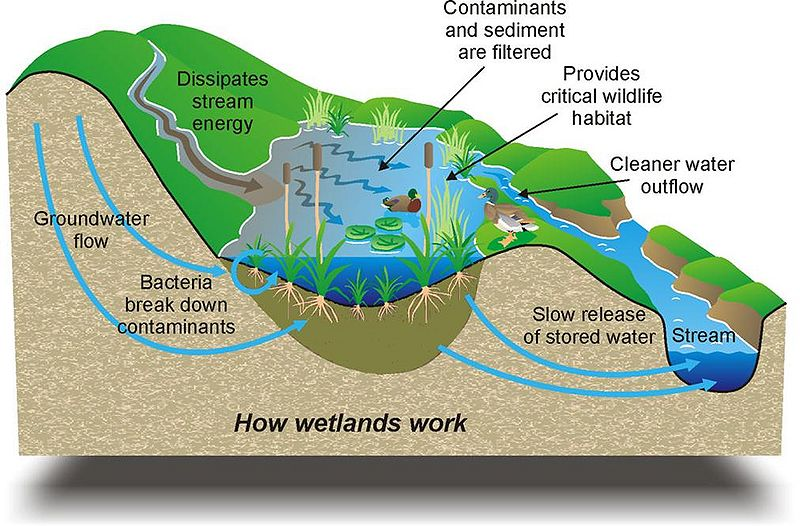 Contaminants
and sediment
are filtered
Dissipates
stream
energy
Provides
critical wildlife
habitat
Cleaner water
outflow
Groundwater
flow
Bacteria
break down
contaminants
Slow release
of stored water
Stream
How wetlands work